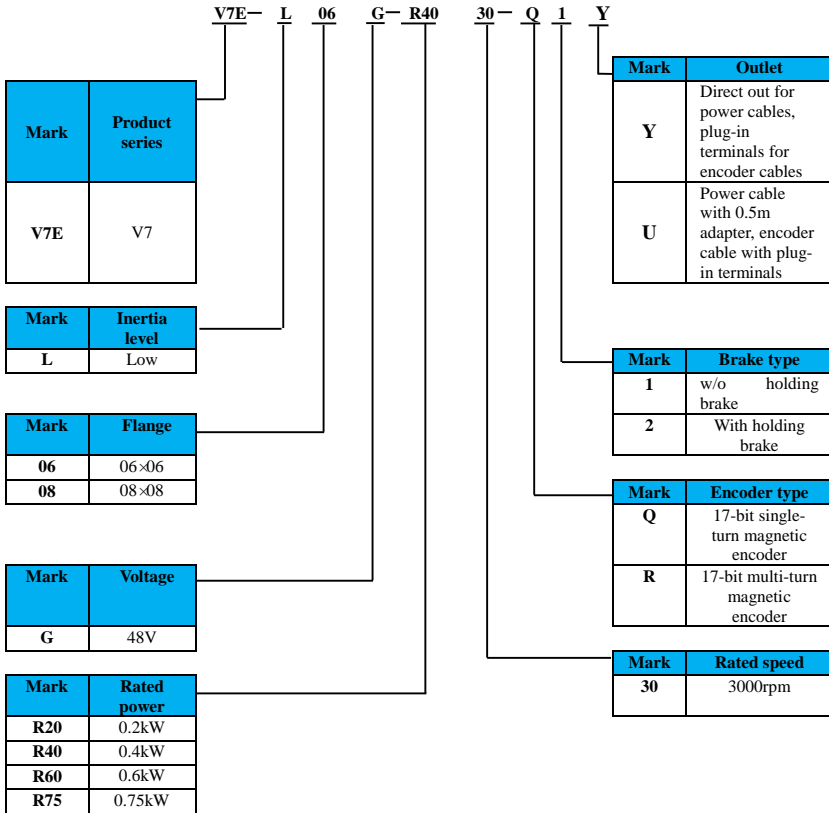 V7E— L 06 G— R40 30— Q 1 Y
Mark Product series
V7E V7
Mark Inertia level
L Low
Mark Flange
06 06×06
08 08×08
Mark Voltage
G 48V
Mark Rated power
R20 0.2kW
R40 0.4kW
R60 0.6kW
R75 0.75kW
Mark Outlet
Y Direct out for
power cables,
plug-in
terminals for
encoder cables
U Power cable
with 0.5m
adapter, encoder
cable with plug-
in terminals
Mark Brake type
1 w/o holding
brake
2 With holding
brake
Mark Encoder type
Q 17-bit single-
turn magnetic
encoder
R 17-bit multi-turn
magnetic
encoder
Mark Rated speed
30 3000rpm